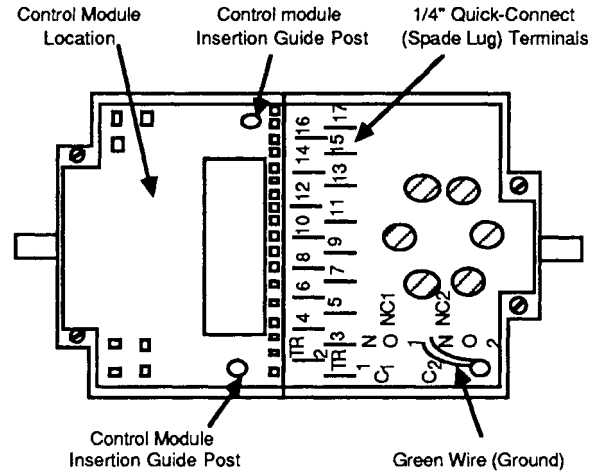 Control Module
Location
Control module
Insertion Guide Post
1/4" Quick-Connect
(Spade Lug) Terminals
16
17
14
15
12
13
10
11
8
9
6
7
4
5
TR
2
3
TR
1
NO
C1
NC1
NO
1
2
C2
NC2
Control Module
Insertion Guide Post
Green Wire (Ground)